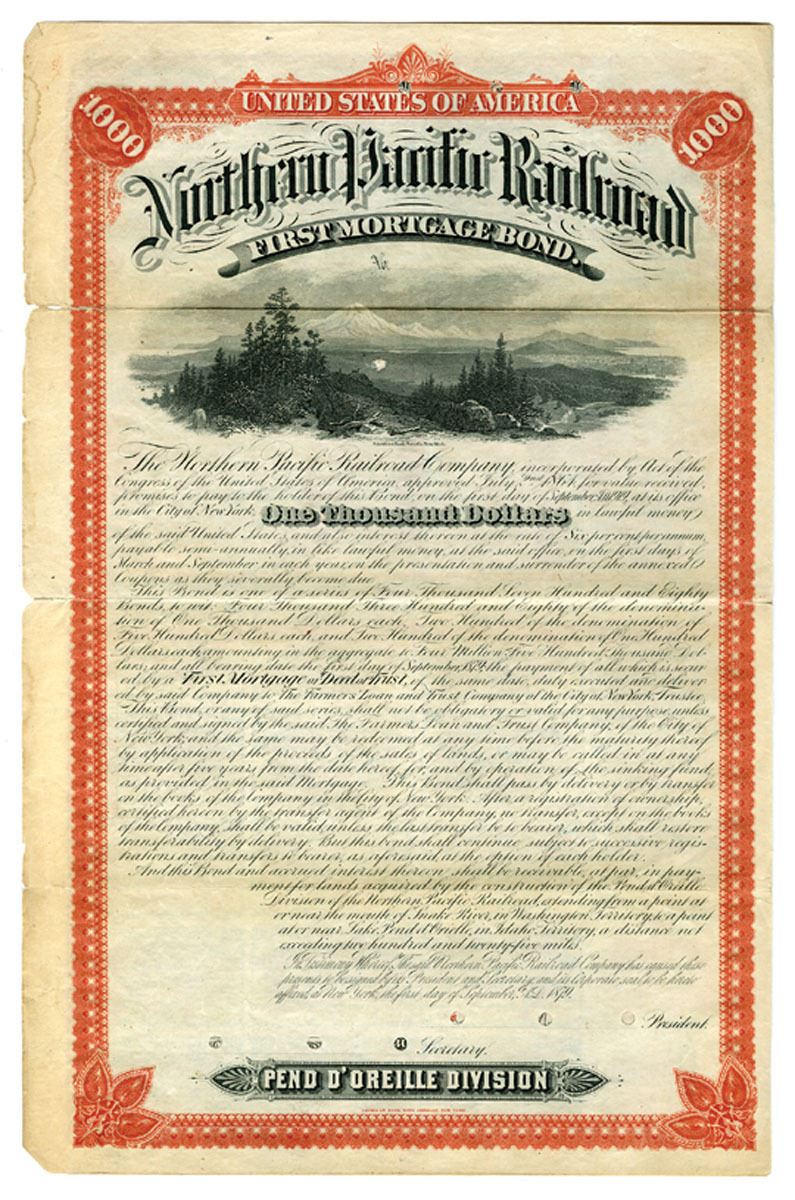 UNITED STATES OF AMERICA
1000
1000
Northern Pacific Railroad
FIRST MORTGAGE BOND.
No.
The Northern Pacific Railroad Company, incorporated by Act of the
Congress of the United States of America, approved July 2nd 1864, for value received,
promises to pay to the holder of this Bond, on the first day of September, at its office
in the City of New York One Thousand Dollars in lawful money
of the said United States, and also interest thereon at the rate of Six per cent. per annum,
payable semi-annually, in like lawful money, at the said office, on the first days of
March and September in each year, on the presentation and surrender of the annexed
Coupons as they severally become due.
This Bond is one of a series of Four Thousand Seven Hundred and Eighty
Bonds, to wit: Four Thousand Three Hundred and Eighty of the denomina-
tion of One Thousand Dollars each, Two Hundred of the denomination of
Five Hundred Dollars each, and Two Hundred of the denomination of One Hundred
Dollars each, amounting in the aggregate to Four Million Five Hundred thousand Dol-
lars; and all bearing date the first day of September, 1879, the payment of all which is secur
ed by a First Mortgage or Deed of Trust, of the same date, duly executed and deliver
ed by said Company to The Farmers' Loan and Trust Company of the City of New York, Trustee.
This Bond, or any of said series, shall not be obligatory or valid for any purpose, unless
certified and signed by the said The Farmers Loan and Trust Company, of the City of
New York; and the same may be redeemed at any time before the maturity thereof
by application of the proceeds of the sales of lands, or may be called in at any
time after five years from the date hereof, for, and by operation of the sinking fund,
as provided in the said Mortgage. This Bond shall pass by delivery or by transfer
on the books of the Company in the City of New York. After a registration of ownership,
certified hereon by the transfer agent of the Company, no transfer, except on the books
of the Company, shall be valid, unless the last transfer be to bearer, which shall restore
transferability by delivery. But this bond shall continue subject to successive regis-
trations and transfers to bearer, as aforesaid at the option of each holder.
And this Bond and accrued interest thereon, shall be receivable, at par, in pay-
ment for lands acquired by the construction of the Pend d'Oreille
Division of the Northern Pacific Railroad, extending from a point at
or near the mouth of Snake River, in Washington Territory, to a point
at or near Lake Pend d'Orielle, in Idaho Territory, a distance not
exceeding two hundred and twenty-five miles.
In Testimony Whereof, The said Northern Pacific Railroad Company has caused these
presents to be signed by its President and Secretary, and its corporate seal to be hereto
affixed, at New York, the first day of September, A.D. 1879.
President.
Secretary.
PEND D'OREILLE DIVISION